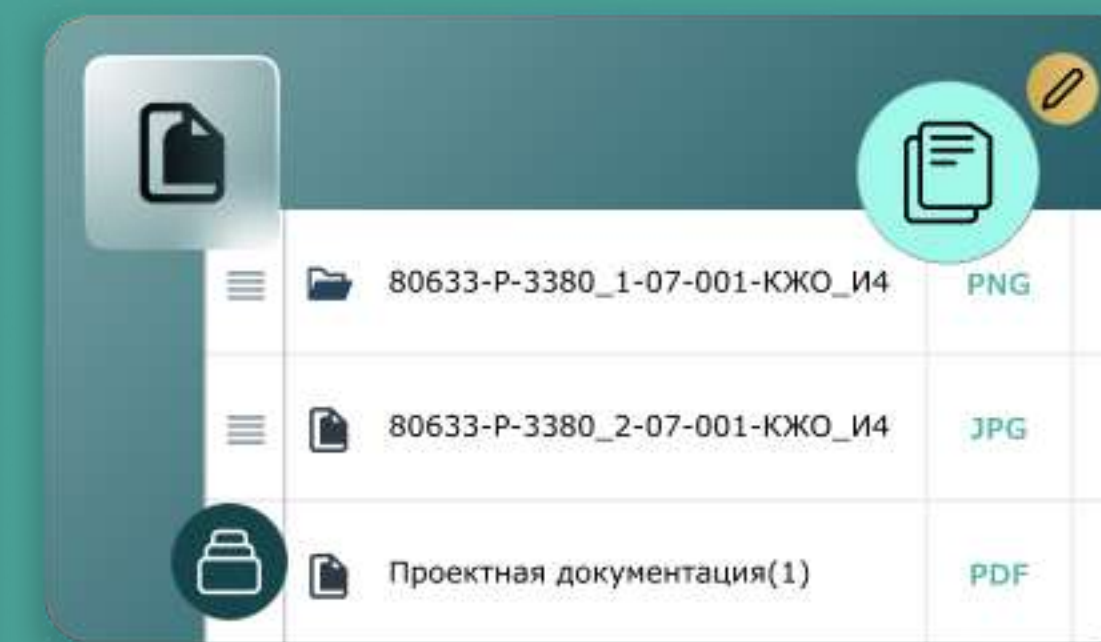 80633-Р-3380_1-07-001-КЖО_И4 PNG
80633-Р-3380_2-07-001-КЖО_И4 JPG
Проектная документация(1) PDF